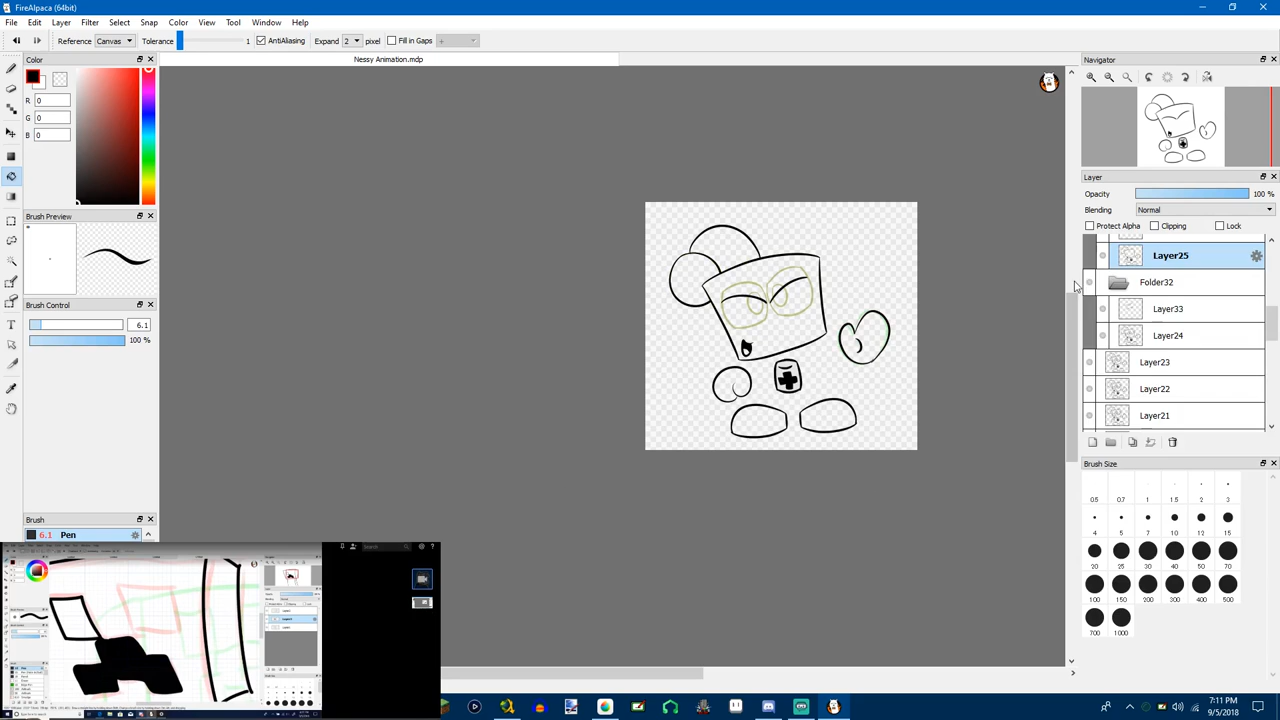 FireAlpaca (64bit)
File Edit Layer Filter Select Snap Color View Tool Window Help
Reference Canvas Tolerance 1 AntiAliasing Expand 2 pixel Fill in Gaps +
Color
Nessy Animation.mdp
Navigator
R 0
G 0
B 0
Layer
Opacity 100 %
Brush Preview
Blending Normal
Protect Alpha Clipping Lock
Layer25
Folder32
Brush Control
Layer33
6.1
Layer24
100 %
Layer23
Layer22
Layer21
Brush Size
0.5 0.7 1 1.5 2 3
4 5 7 10 12 15
20 25 30 40 50 70
100 150 200 300 400 500
700 1000
Brush
6.1 Pen
Search
7:11 PM
9/5/2018